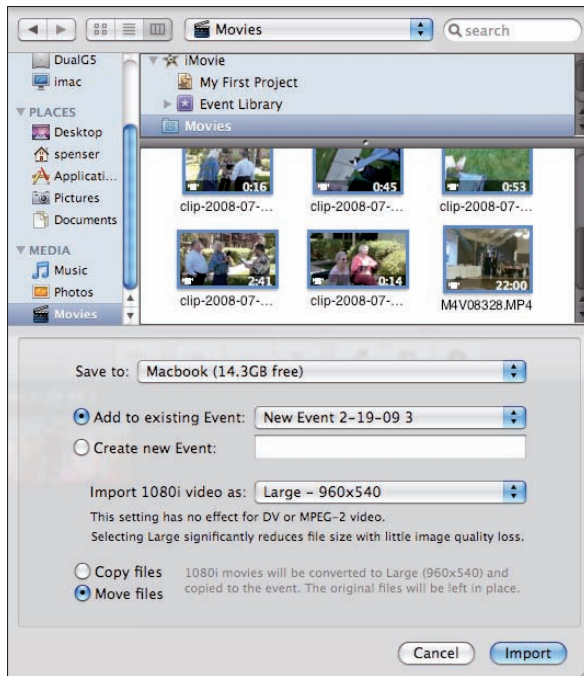 Movies
search
DualG5
imac
PLACES
Desktop
spenser
Applicati...
Pictures
Documents
MEDIA
Music
Photos
Movies
iMovie
My First Project
Event Library
Movies
0:16
0:45
0:53
clip-2008-07-...
clip-2008-07-...
clip-2008-07-...
2:41
0:14
22:00
clip-2008-07-...
clip-2008-07-...
M4V08328.MP4
Save to: Macbook (14.3GB free)
Add to existing Event: New Event 2-19-09 3
Create new Event:
Import 1080i video as: Large - 960x540
This setting has no effect for DV or MPEG-2 video.
Selecting Large significantly reduces file size with little image quality loss.
Copy files
Move files
1080i movies will be converted to Large (960x540) and
copied to the event. The original files will be left in place.
Cancel
Import